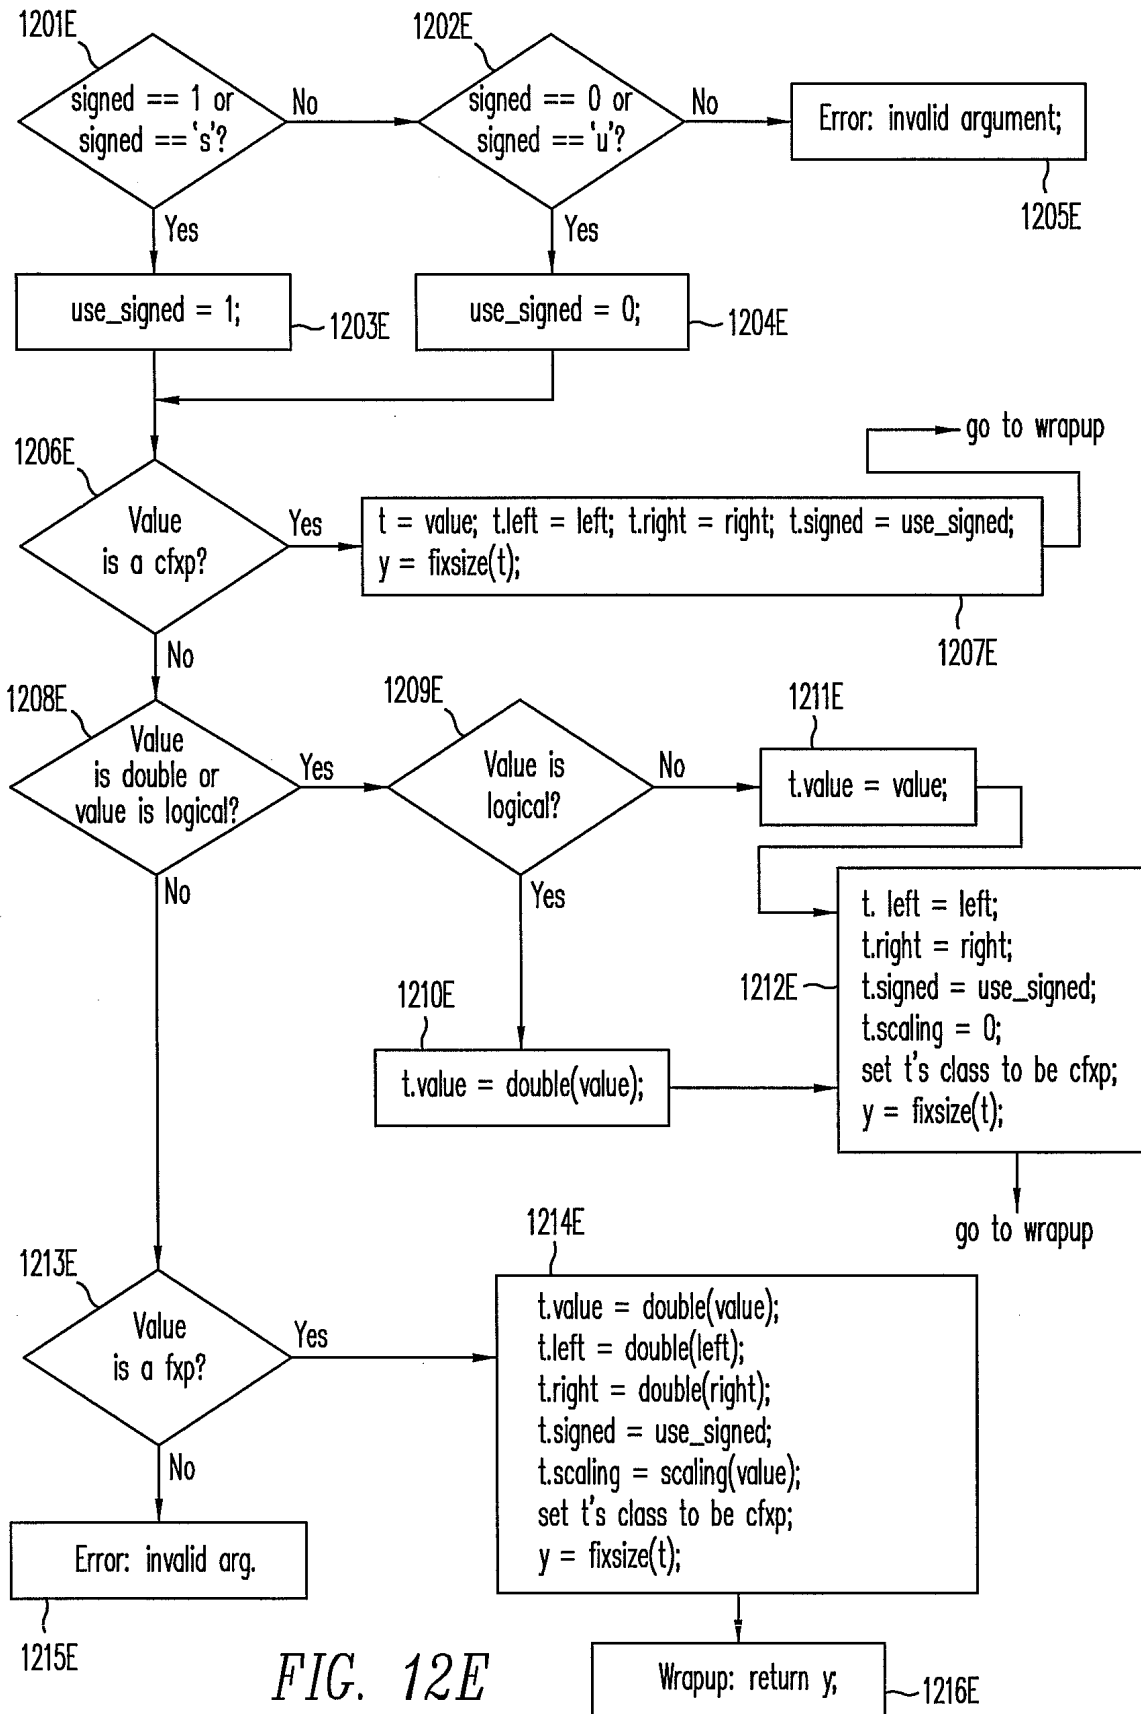 1201E
signed == 1 or
signed == 's'?
No
Yes
1202E
signed == 0 or
signed == 'u'?
No
Yes
Error: invalid argument;
1205E
use_signed = 1;
1203E
use_signed = 0;
1204E
1206E
Value
is a cfxp?
Yes
No
t = value; t.left = left; t.right = right; t.signed = use_signed;
y = fixsize(t);
1207E
go to wrapup
1208E
Value
is double or
value is logical?
Yes
No
1209E
Value is
logical?
No
Yes
1211E
t.value = value;
1210E
t.value = double(value);
1212E
t. left = left;
t.right = right;
t.signed = use_signed;
t.scaling = 0;
set t's class to be cfxp;
y = fixsize(t);
go to wrapup
1213E
Value
is a fxp?
Yes
No
1214E
t.value = double(value);
t.left = double(left);
t.right = double(right);
t.signed = use_signed;
t.scaling = scaling(value);
set t's class to be cfxp;
y = fixsize(t);
Error: invalid arg.
1215E
Wrapup: return y;
1216E
FIG. 12E